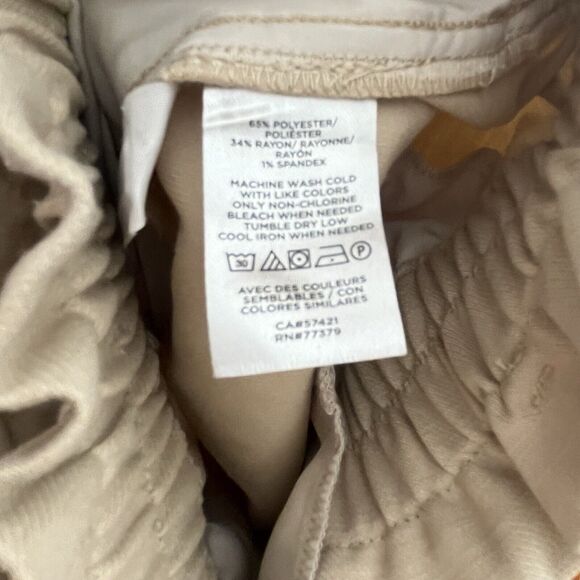 65% POLYESTER/
POLIÉSTER
34% RAYON/ RAYONNE/
RAYÓN
1% SPANDEX
MACHINE WASH COLD
WITH LIKE COLORS
ONLY NON-CHLORINE
BLEACH WHEN NEEDED
TUMBLE DRY LOW
COOL IRON WHEN NEEDED
30 P
AVEC DES COULEURS
SEMBLABLES / CON
COLORES SIMILARES
CA#57421
RN#77379